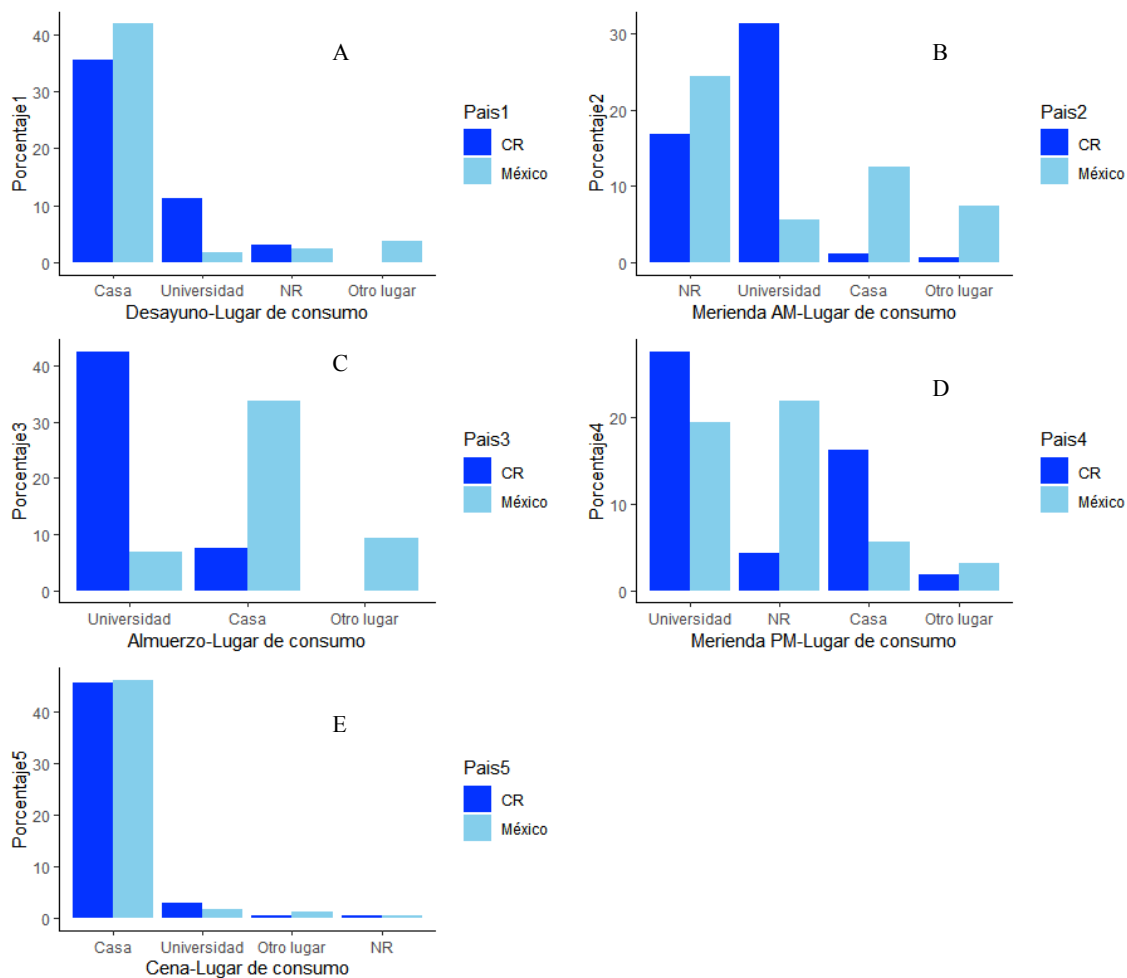 A
Porcentaje1
40
30
20
10
0
Casa Universidad NR Otro lugar
Desayuno-Lugar de consumo
Pais1
CR
México
B
Porcentaje2
30
20
10
0
NR Universidad Casa Otro lugar
Merienda AM-Lugar de consumo
Pais2
CR
México
C
Porcentaje3
40
30
20
10
0
Universidad Casa Otro lugar
Almuerzo-Lugar de consumo
Pais3
CR
México
D
Porcentaje4
20
10
0
Universidad NR Casa Otro lugar
Merienda PM-Lugar de consumo
Pais4
CR
México
E
Porcentaje5
40
30
20
10
0
Casa Universidad Otro lugar NR
Cena-Lugar de consumo
Pais5
CR
México